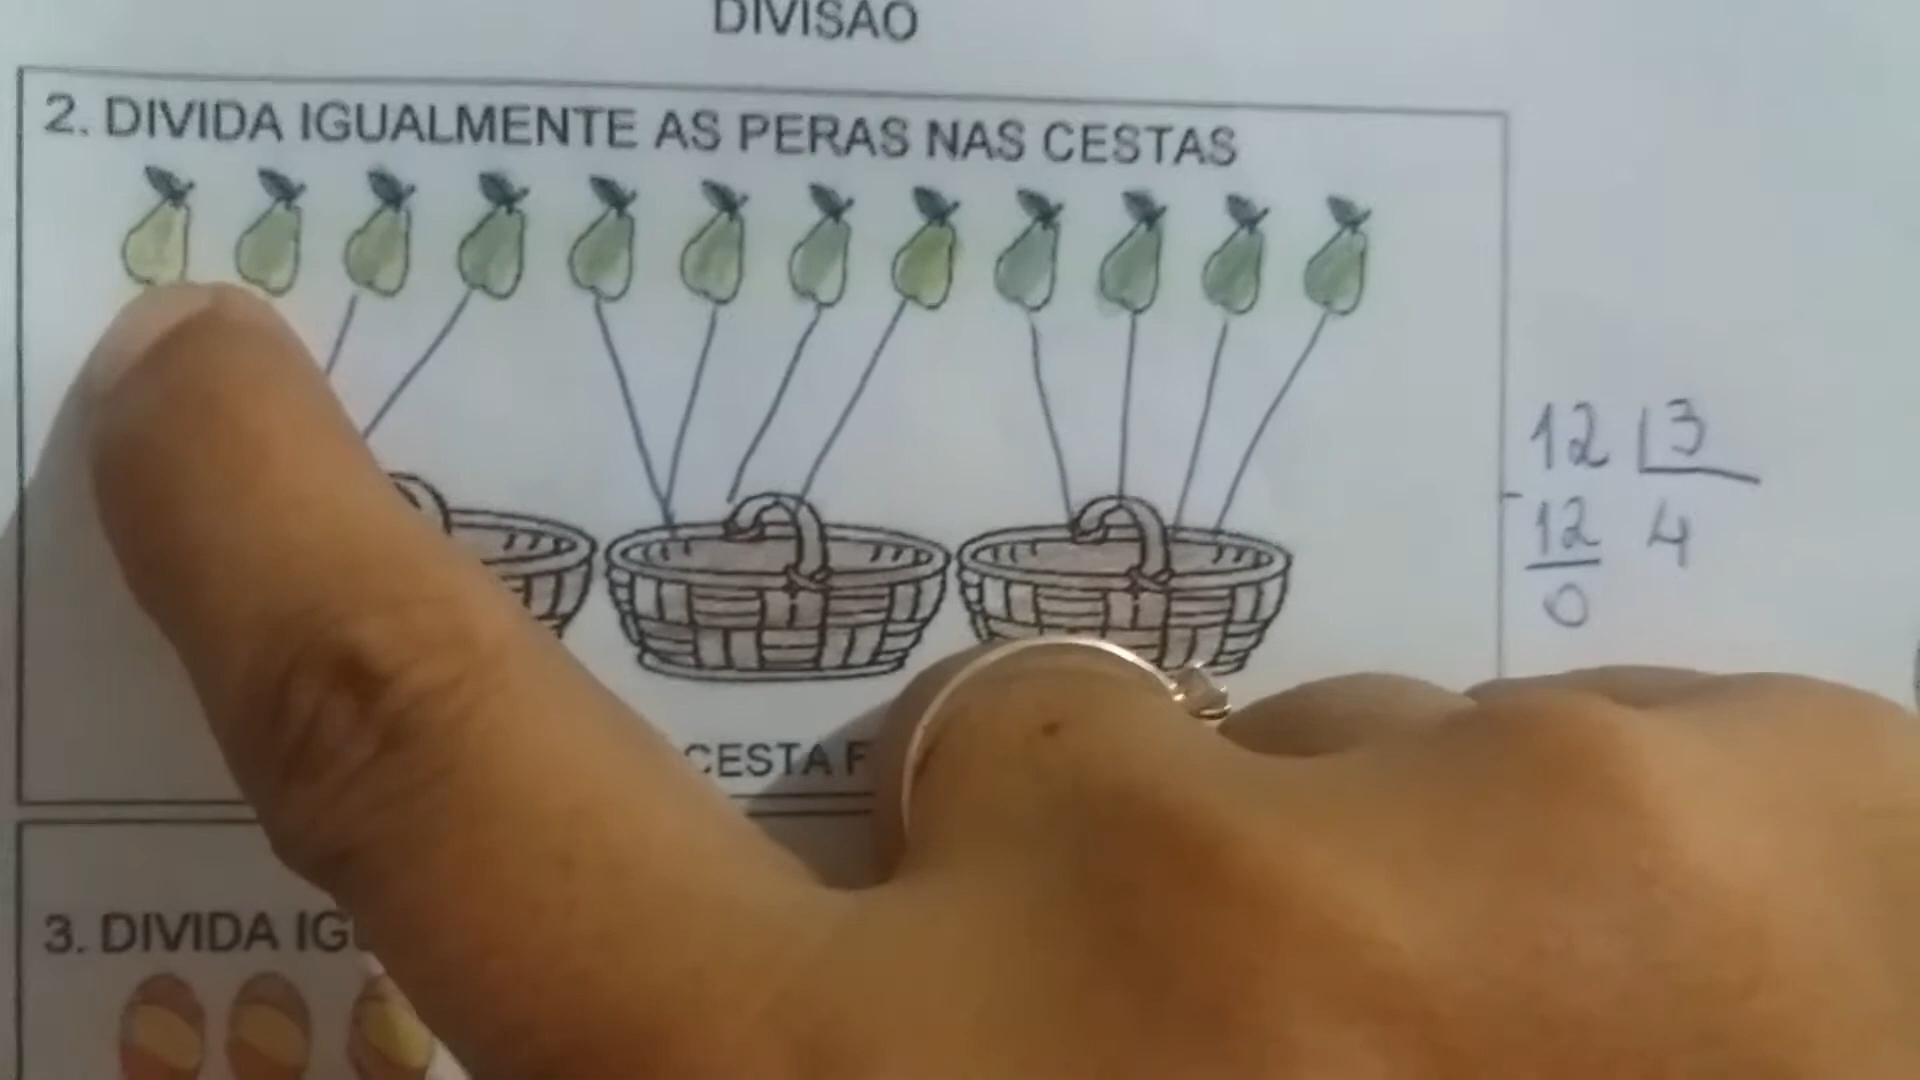 DIVISÃO
2. DIVIDA IGUALMENTE AS PERAS NAS CESTAS
12 3
- 12 4
0
CESTA
3. DIVIDA